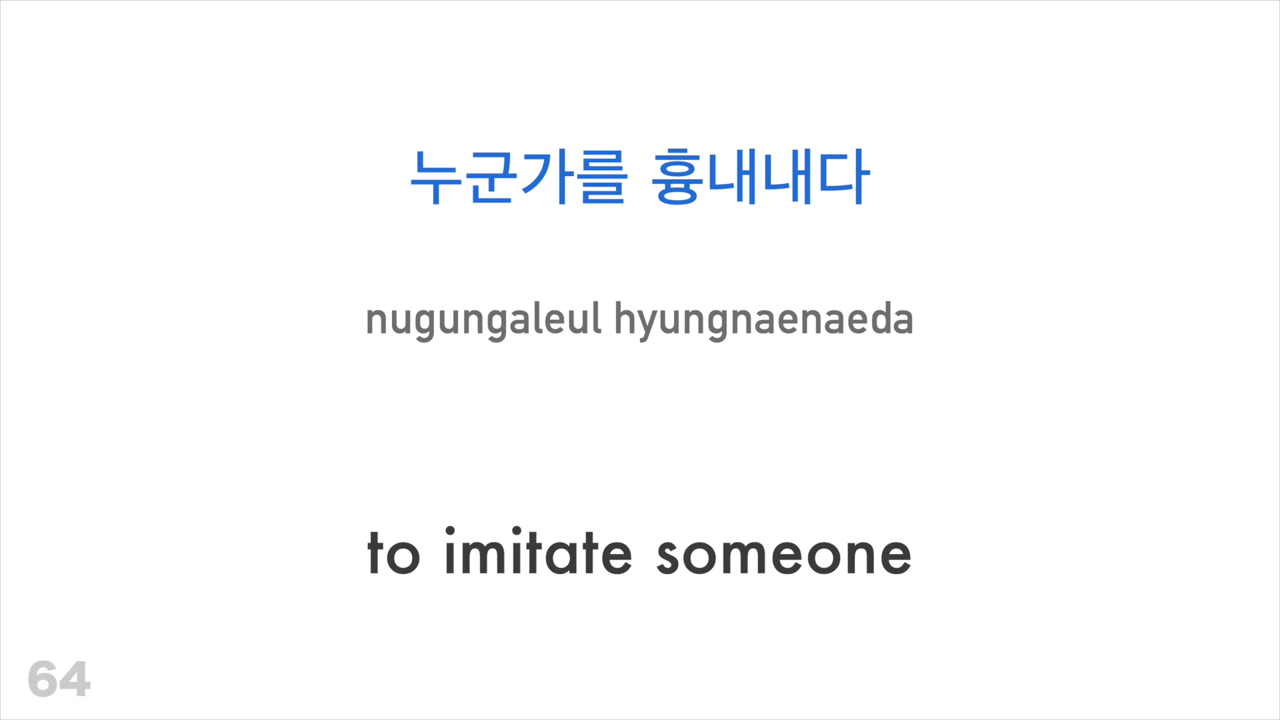 누군가를 흉내내다
nugungaleul hyungnaenaeda
to imitate someone
64